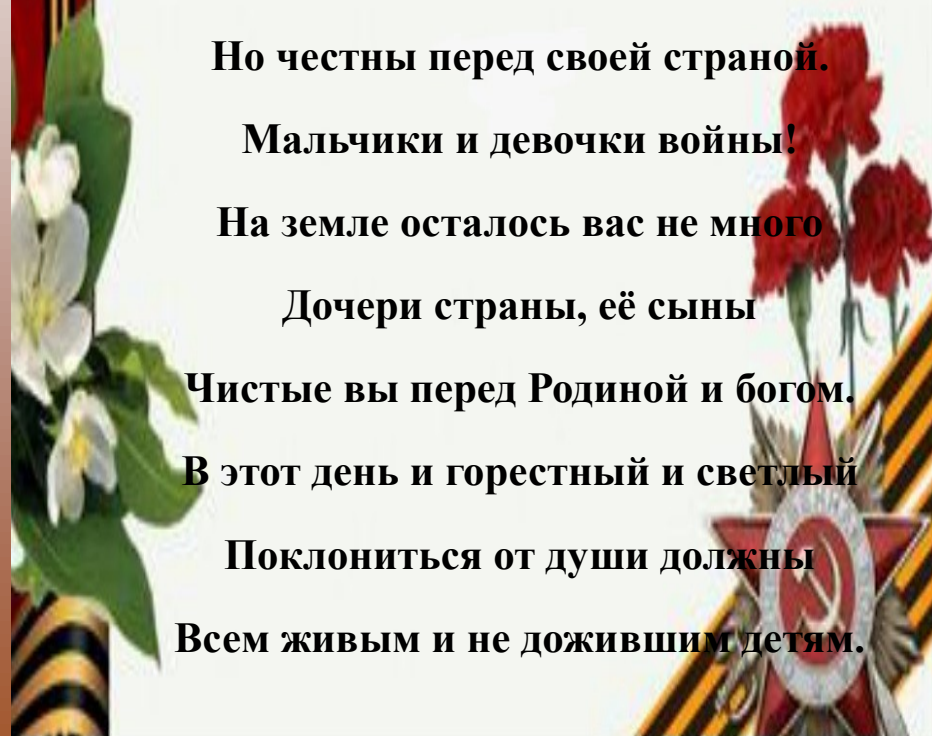 Но честны перед своей страной.
Мальчики и девочки войны!
На земле осталось вас не много
Дочери страны, её сыны
Чистые вы перед Родиной и богом.
В этот день и горестный и светлый
Поклониться от души должны
Всем живым и не дожившим детям.